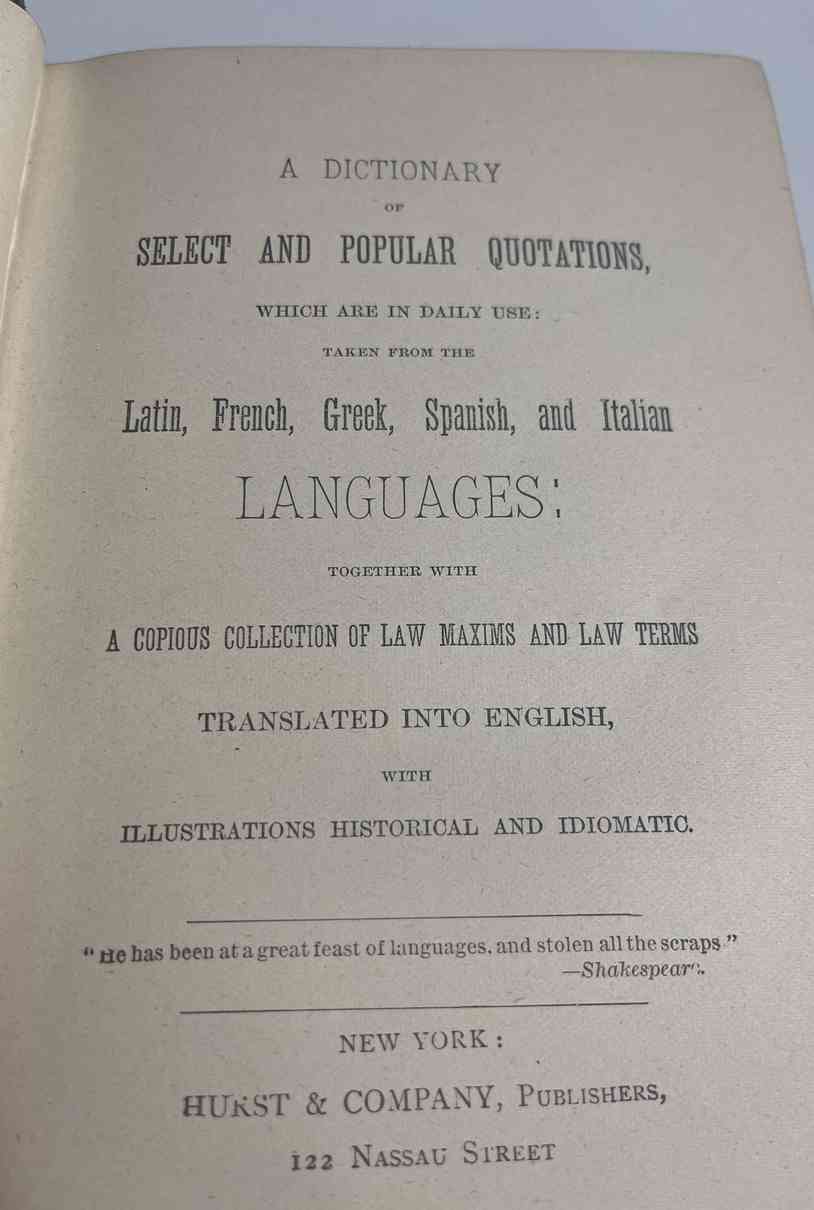 A DICTIONARY
OF
SELECT AND POPULAR QUOTATIONS,
WHICH ARE IN DAILY USE:
TAKEN FROM THE
Latin, French, Greek, Spanish, and Italian
LANGUAGES:
TOGETHER WITH
A COPIOUS COLLECTION OF LAW MAXIMS AND LAW TERMS
TRANSLATED INTO ENGLISH,
WITH
ILLUSTRATIONS HISTORICAL AND IDIOMATIC.
“He has been at a great feast of languages, and stolen all the scraps”
—Shakespeare.
NEW YORK:
HURST & COMPANY, PUBLISHERS,
122 NASSAU STREET